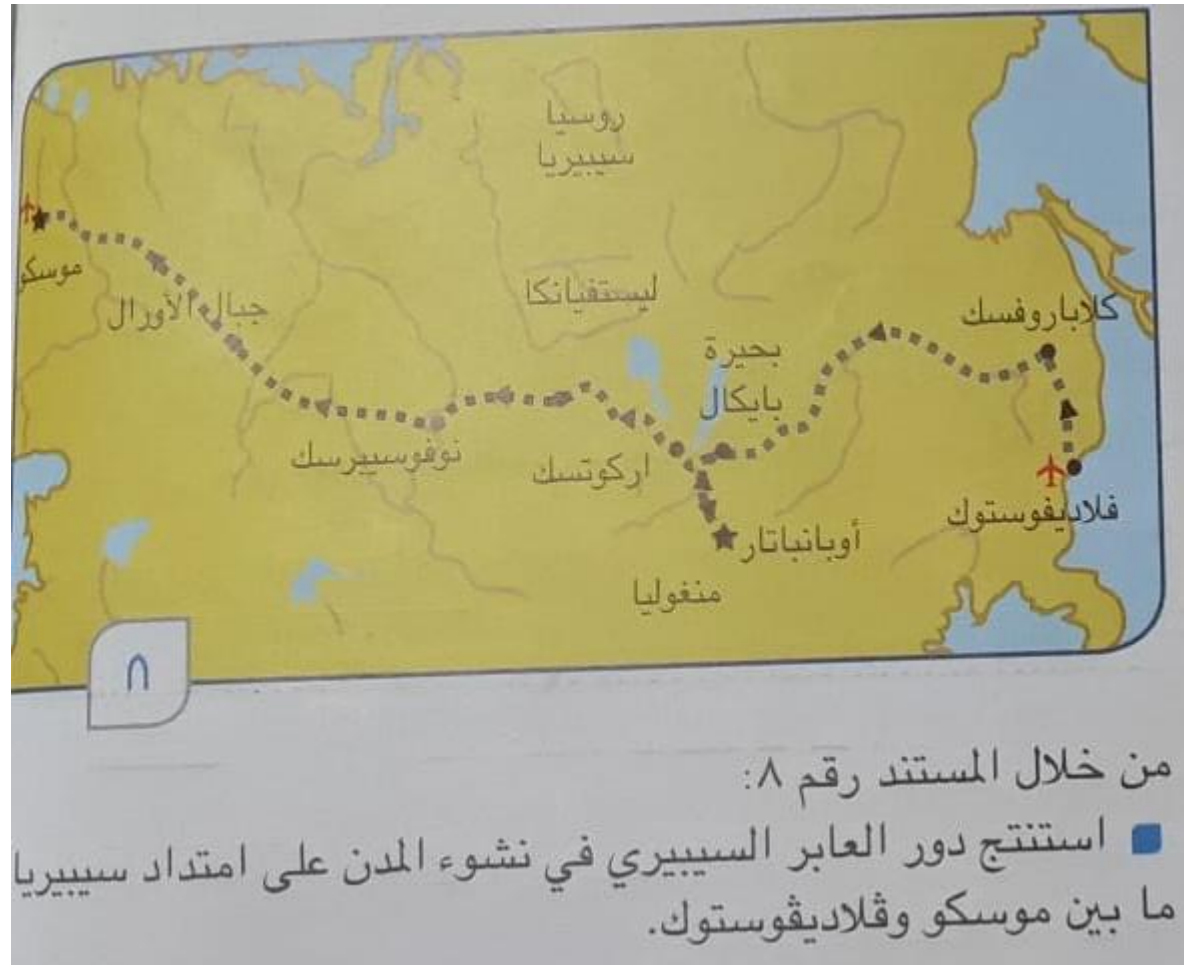 روسيا
سيبيريا
ليستفيانكا
كلاباروفسك
بحيرة
بايكال
موسكو
جبال الأورال
نوفوسيبيرسك
اركوتسك
فلاديفوستوك
أوبانباتار
منغوليا
٨
من خلال المستند رقم ٨:
استنتج دور العابر السيبيري في نشوء المدن على امتداد سيبيريا
ما بين موسكو وڤلاديڤوستوك.